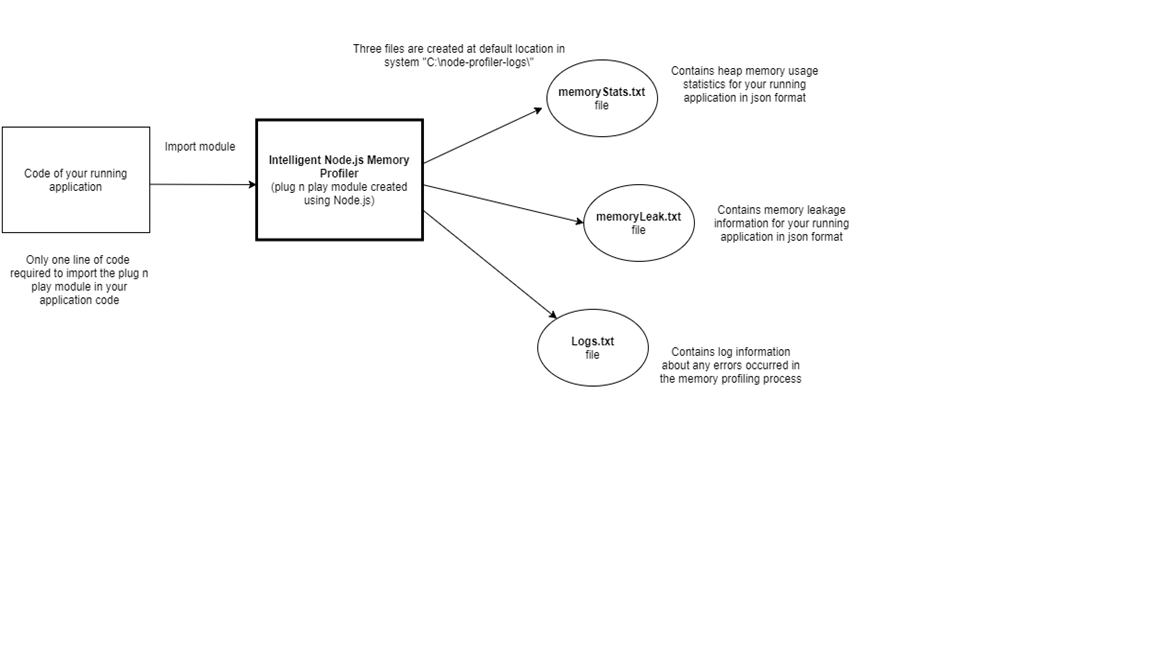 Three files are created at default location in
system "C:\node-profiler-logs\"
memoryStats.txt
file
Contains heap memory usage
statistics for your running
application in json format
Code of your running
application
Import module
Intelligent Node.js Memory
Profiler
(plug n play module created
using Node.js)
memoryLeak.txt
file
Contains memory leakage
information for your running
application in json format
Only one line of code
required to import the plug n
play module in your
application code
Logs.txt
file
Contains log information
about any errors occurred in
the memory profiling process